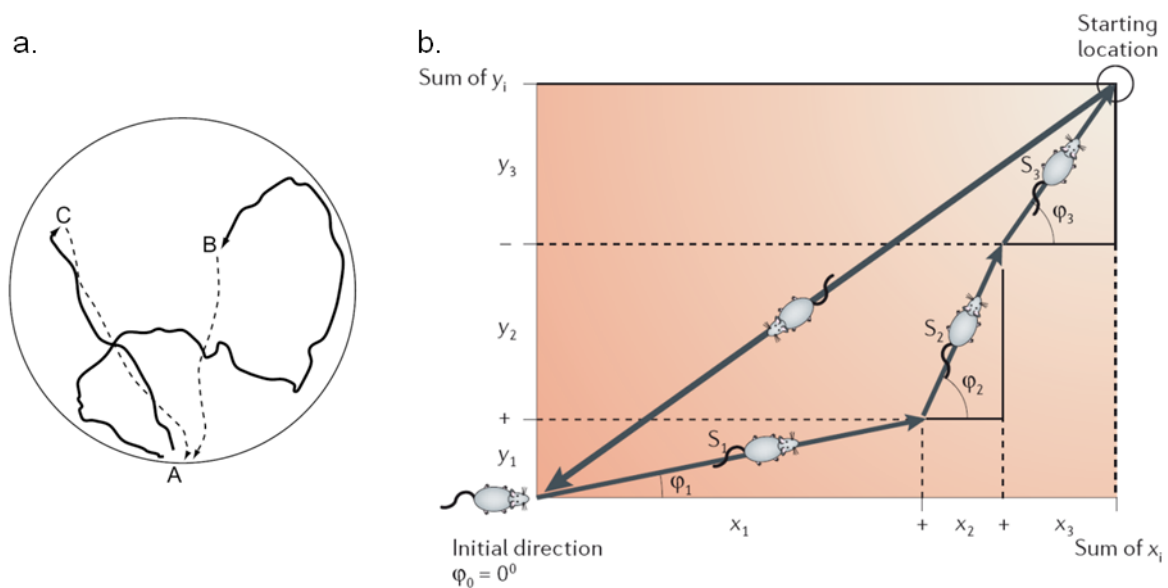 a.
C
B
A
b.
Starting
location
Sum of yᵢ
y₃
S₃
φ₃
–
y₂
S₂
φ₂
+
y₁
S₁
φ₁
x₁
+
x₂
+
x₃
Initial direction
φ₀ = 0⁰
Sum of xᵢ